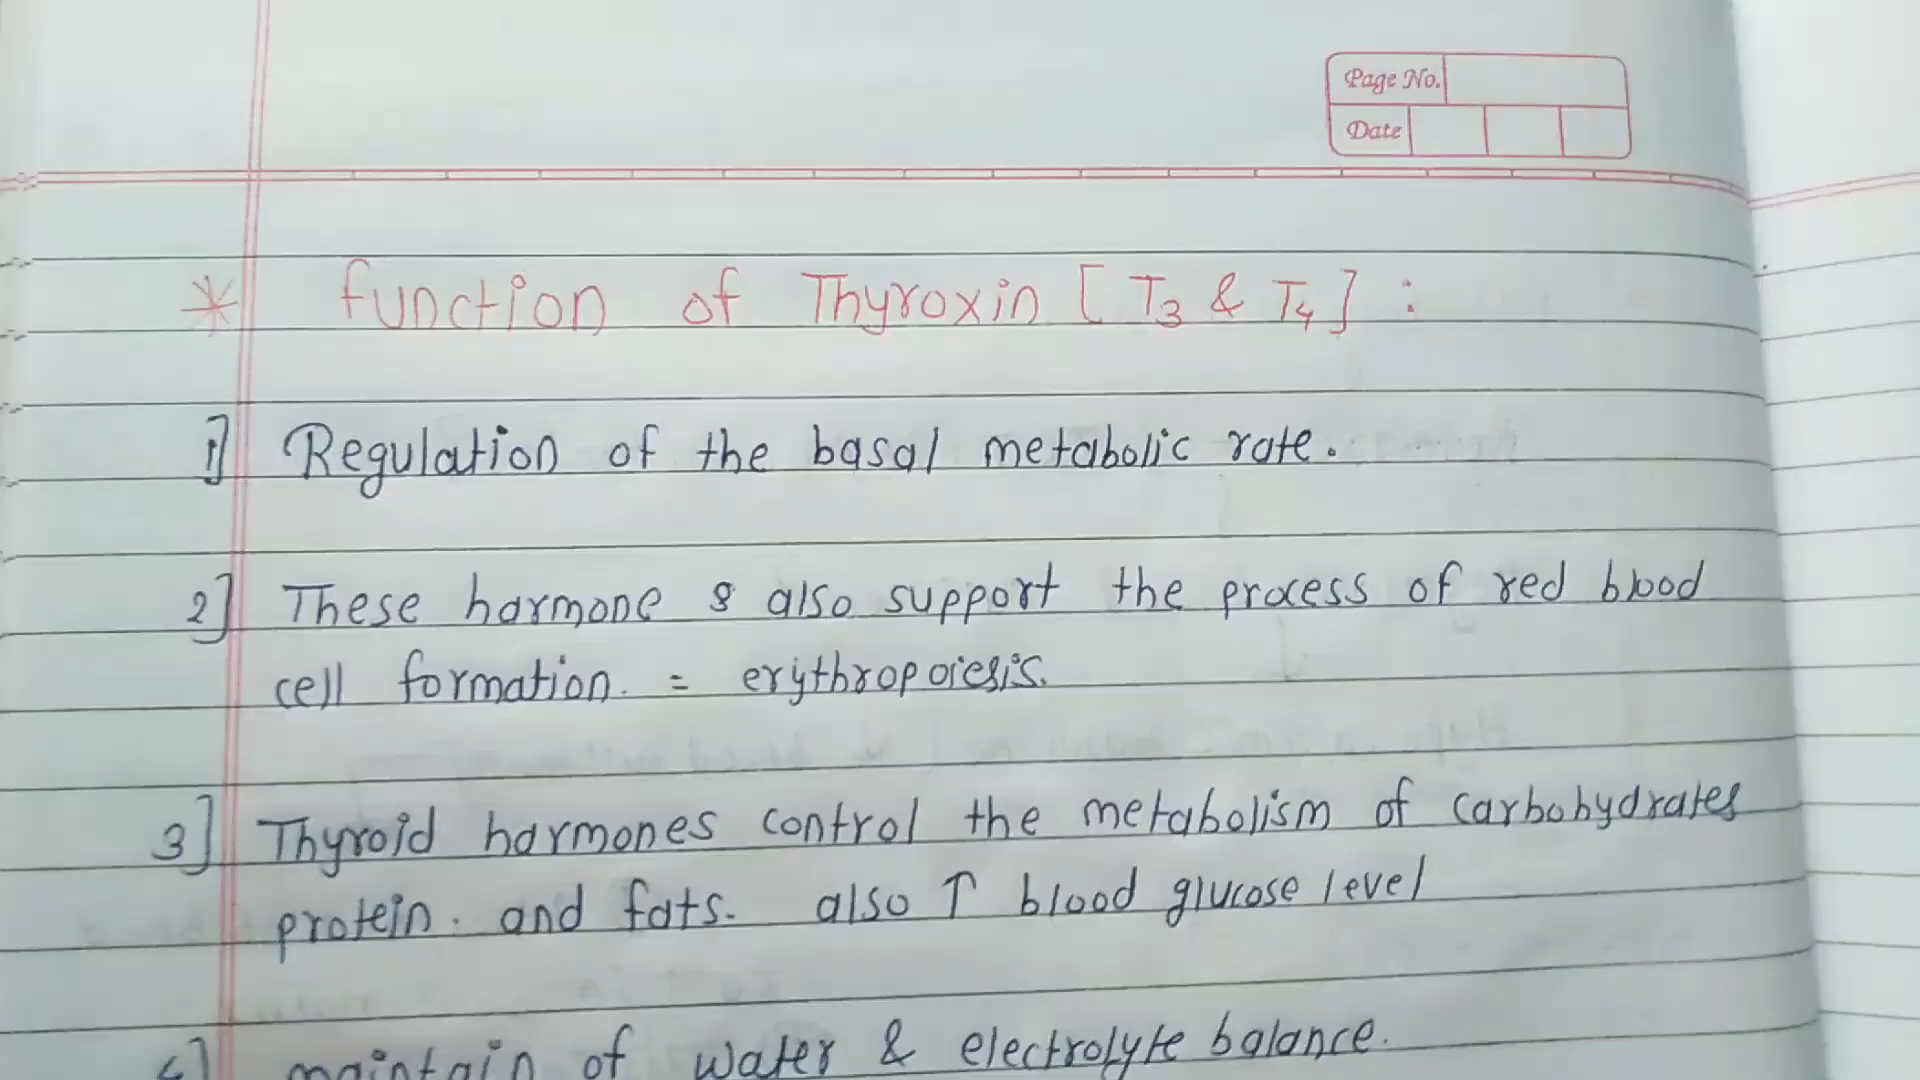 Page No.
Date
* function of Thyroxin [ T3 & T4 ] :
1] Regulation of the basal metabolic rate.
2] These harmone s also support the process of red blood
cell formation. = erythropoiesis.
3] Thyroid harmones control the metabolism of carbohydrates
protein. and fats. also ↑ blood glucose level
4] maintain of water & electrolyte balance.